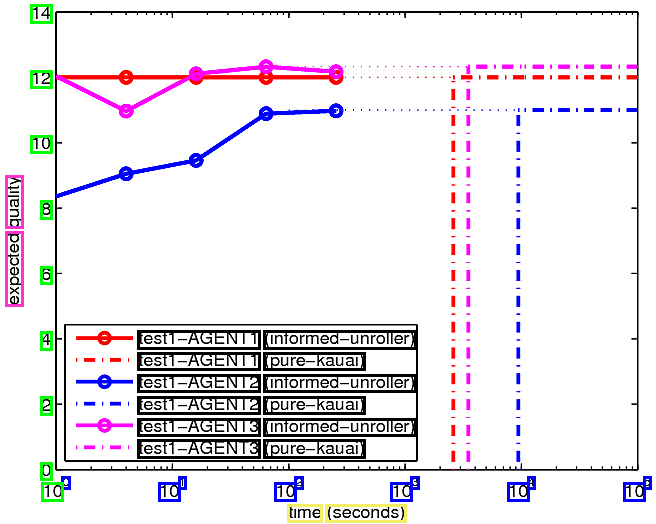 14
12
10
8
6
4
2
0
expected quality
test1-AGENT1 (informed-unroller)
test1-AGENT1 (pure-kauai)
test1-AGENT2 (informed-unroller)
test1-AGENT2 (pure-kauai)
test1-AGENT3 (informed-unroller)
test1-AGENT3 (pure-kauai)
10^0 10^1 10^2 10^3 10^4 10^5
time (seconds)